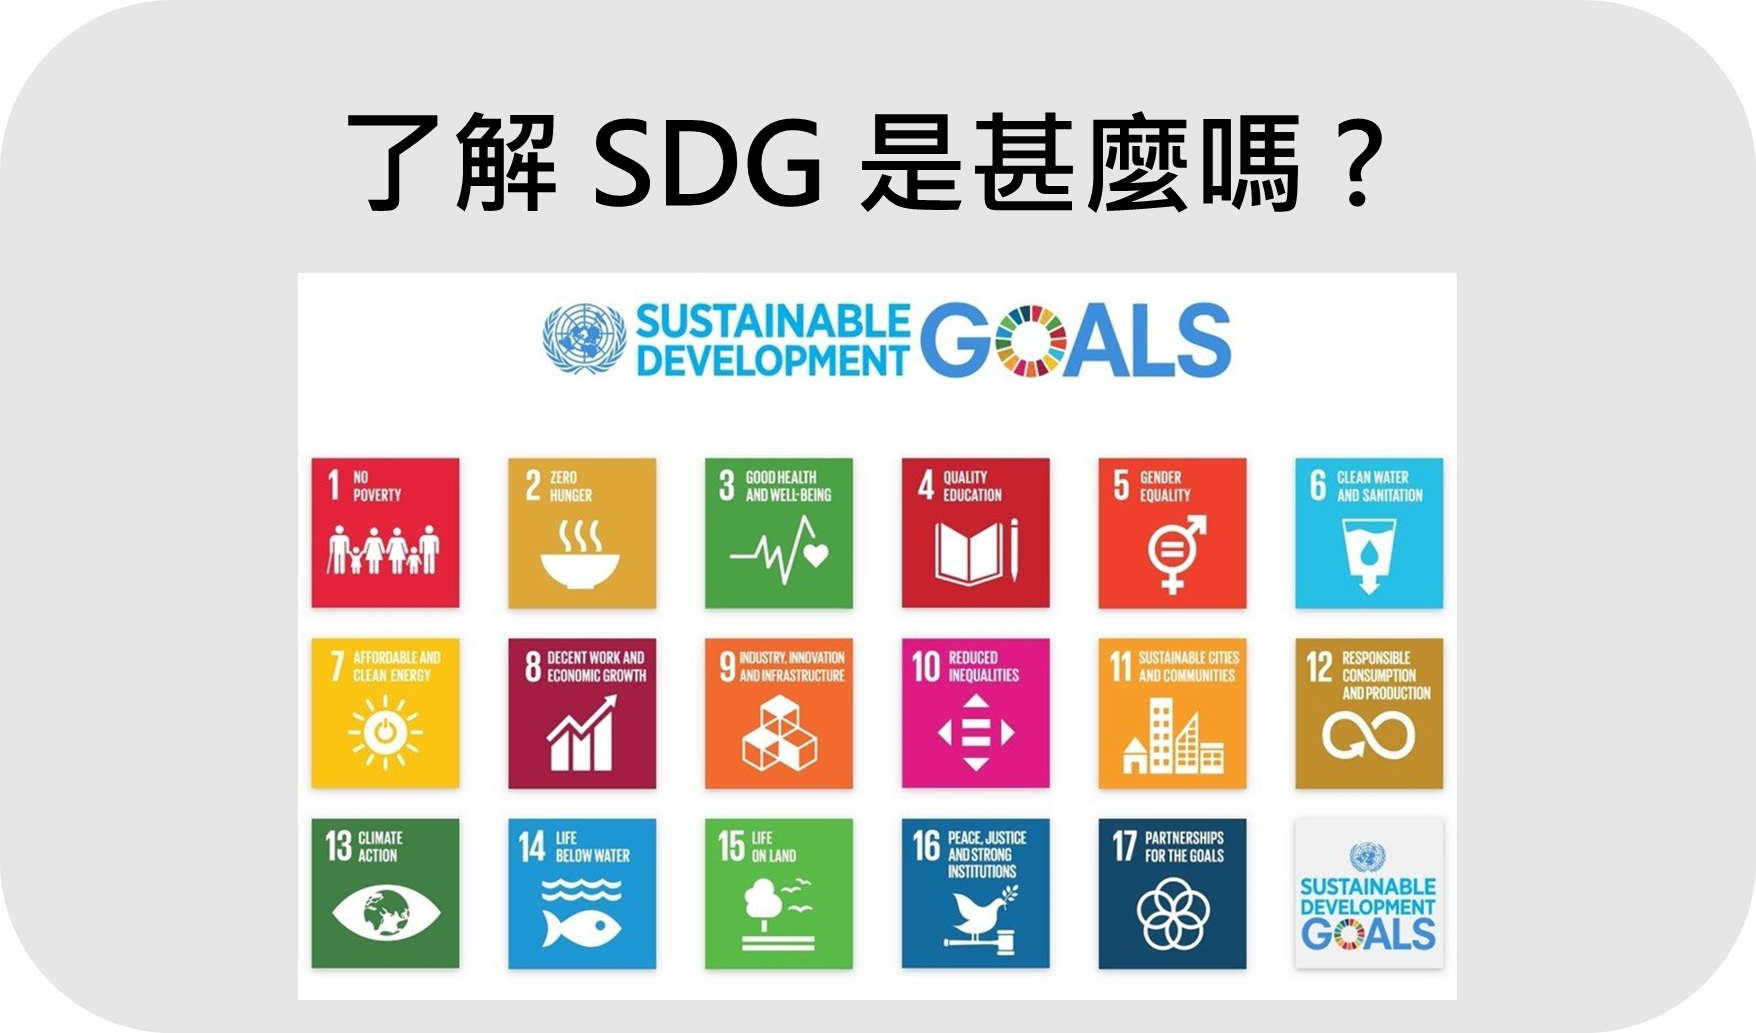 了解 SDG 是甚麼嗎？
SUSTAINABLE
DEVELOPMENT
GOALS
1 NO
POVERTY
2 ZERO
HUNGER
3 GOOD HEALTH
AND WELL-BEING
4 QUALITY
EDUCATION
5 GENDER
EQUALITY
6 CLEAN WATER
AND SANITATION
7 AFFORDABLE AND
CLEAN ENERGY
8 DECENT WORK AND
ECONOMIC GROWTH
9 INDUSTRY, INNOVATION
AND INFRASTRUCTURE
10 REDUCED
INEQUALITIES
11 SUSTAINABLE CITIES
AND COMMUNITIES
12 RESPONSIBLE
CONSUMPTION
AND PRODUCTION
13 CLIMATE
ACTION
14 LIFE
BELOW WATER
15 LIFE
ON LAND
16 PEACE, JUSTICE
AND STRONG
INSTITUTIONS
17 PARTNERSHIPS
FOR THE GOALS
SUSTAINABLE
DEVELOPMENT
GOALS